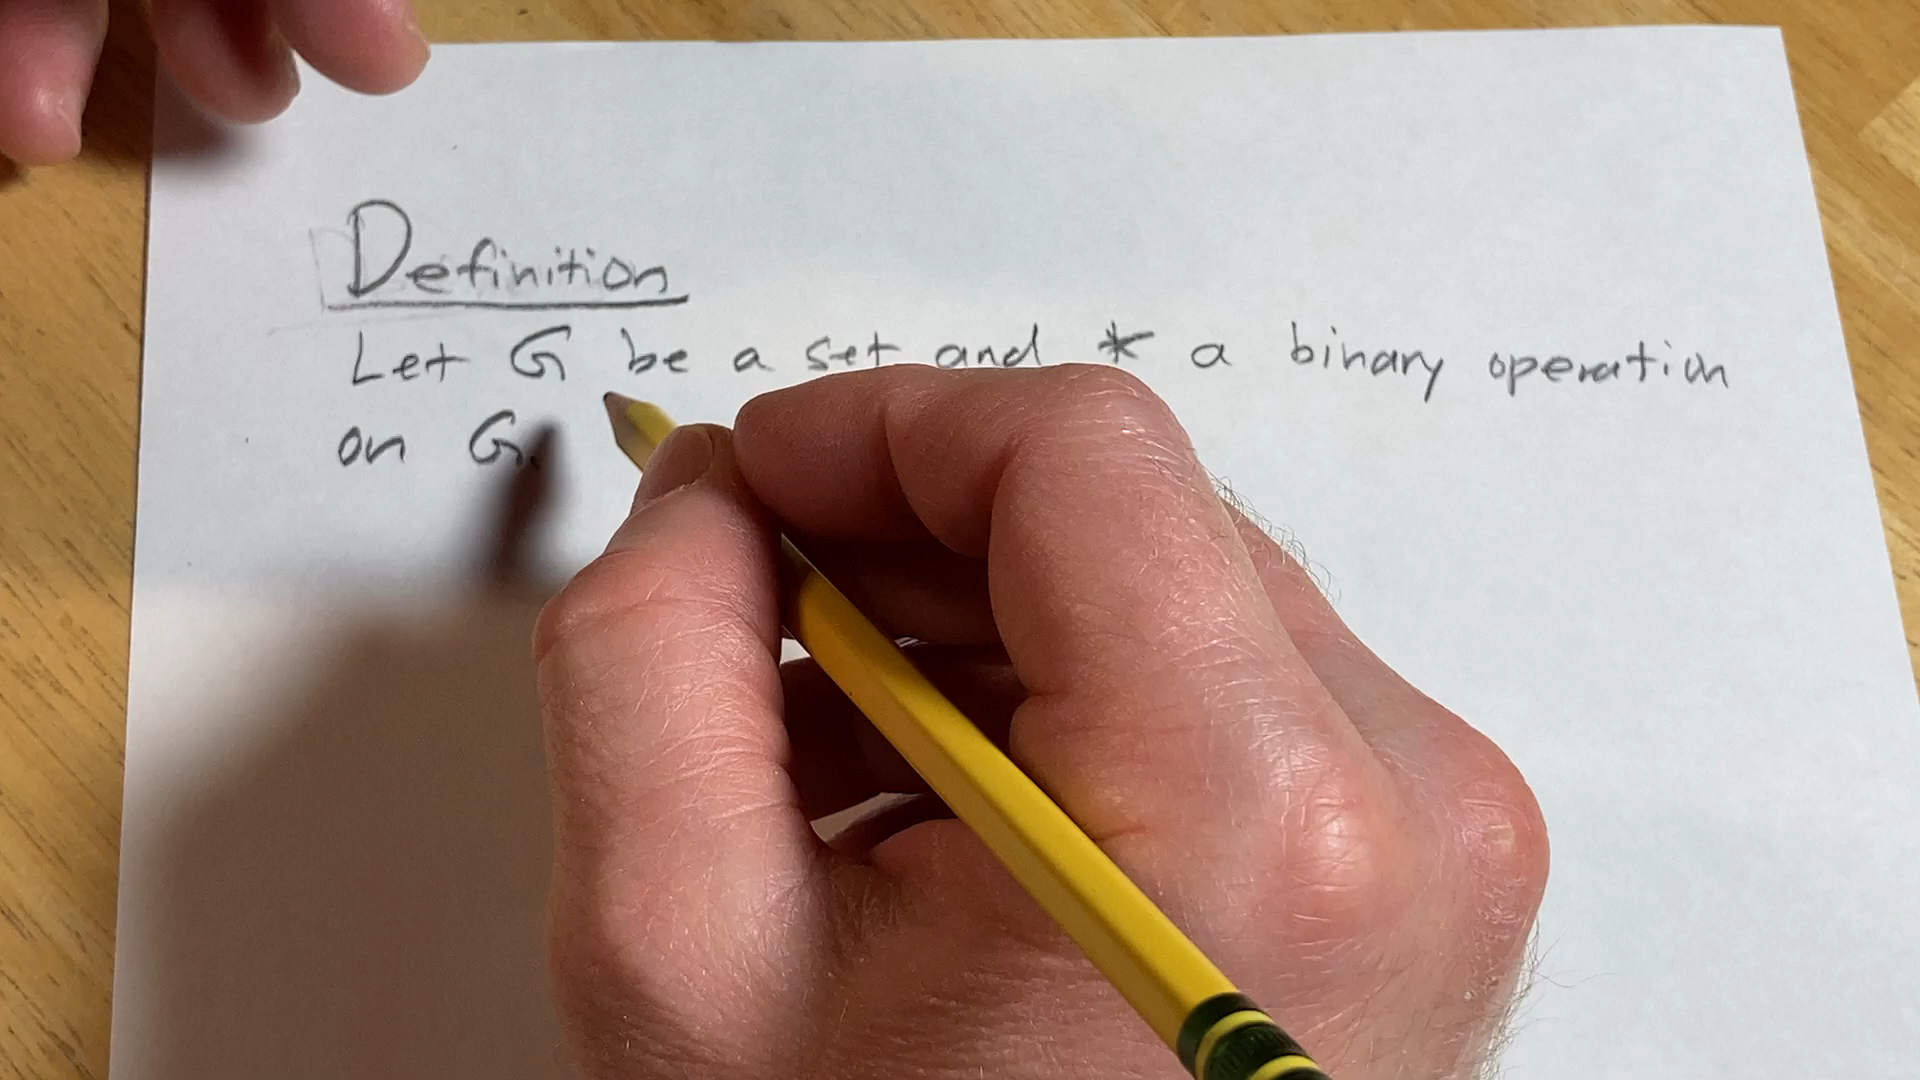 Definition
Let G be a set and * a binary operation
on G.